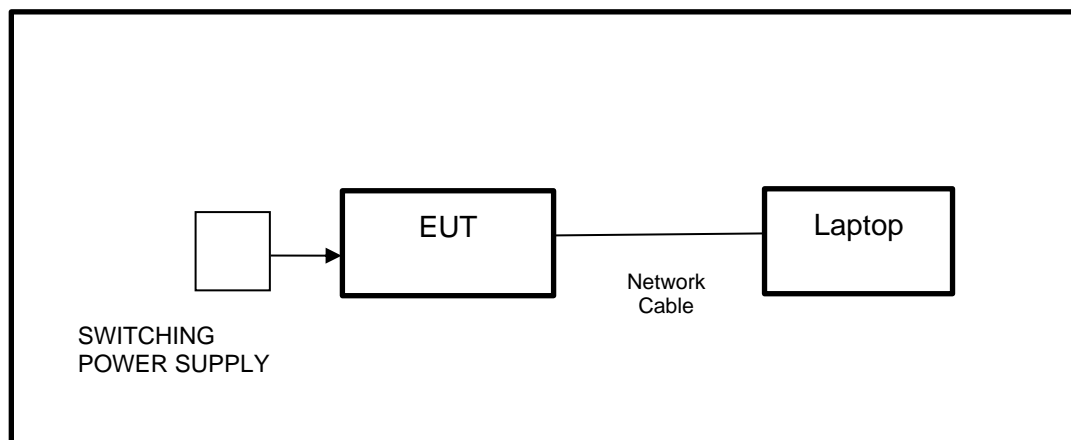 EUT
Laptop
Network
Cable
SWITCHING
POWER SUPPLY